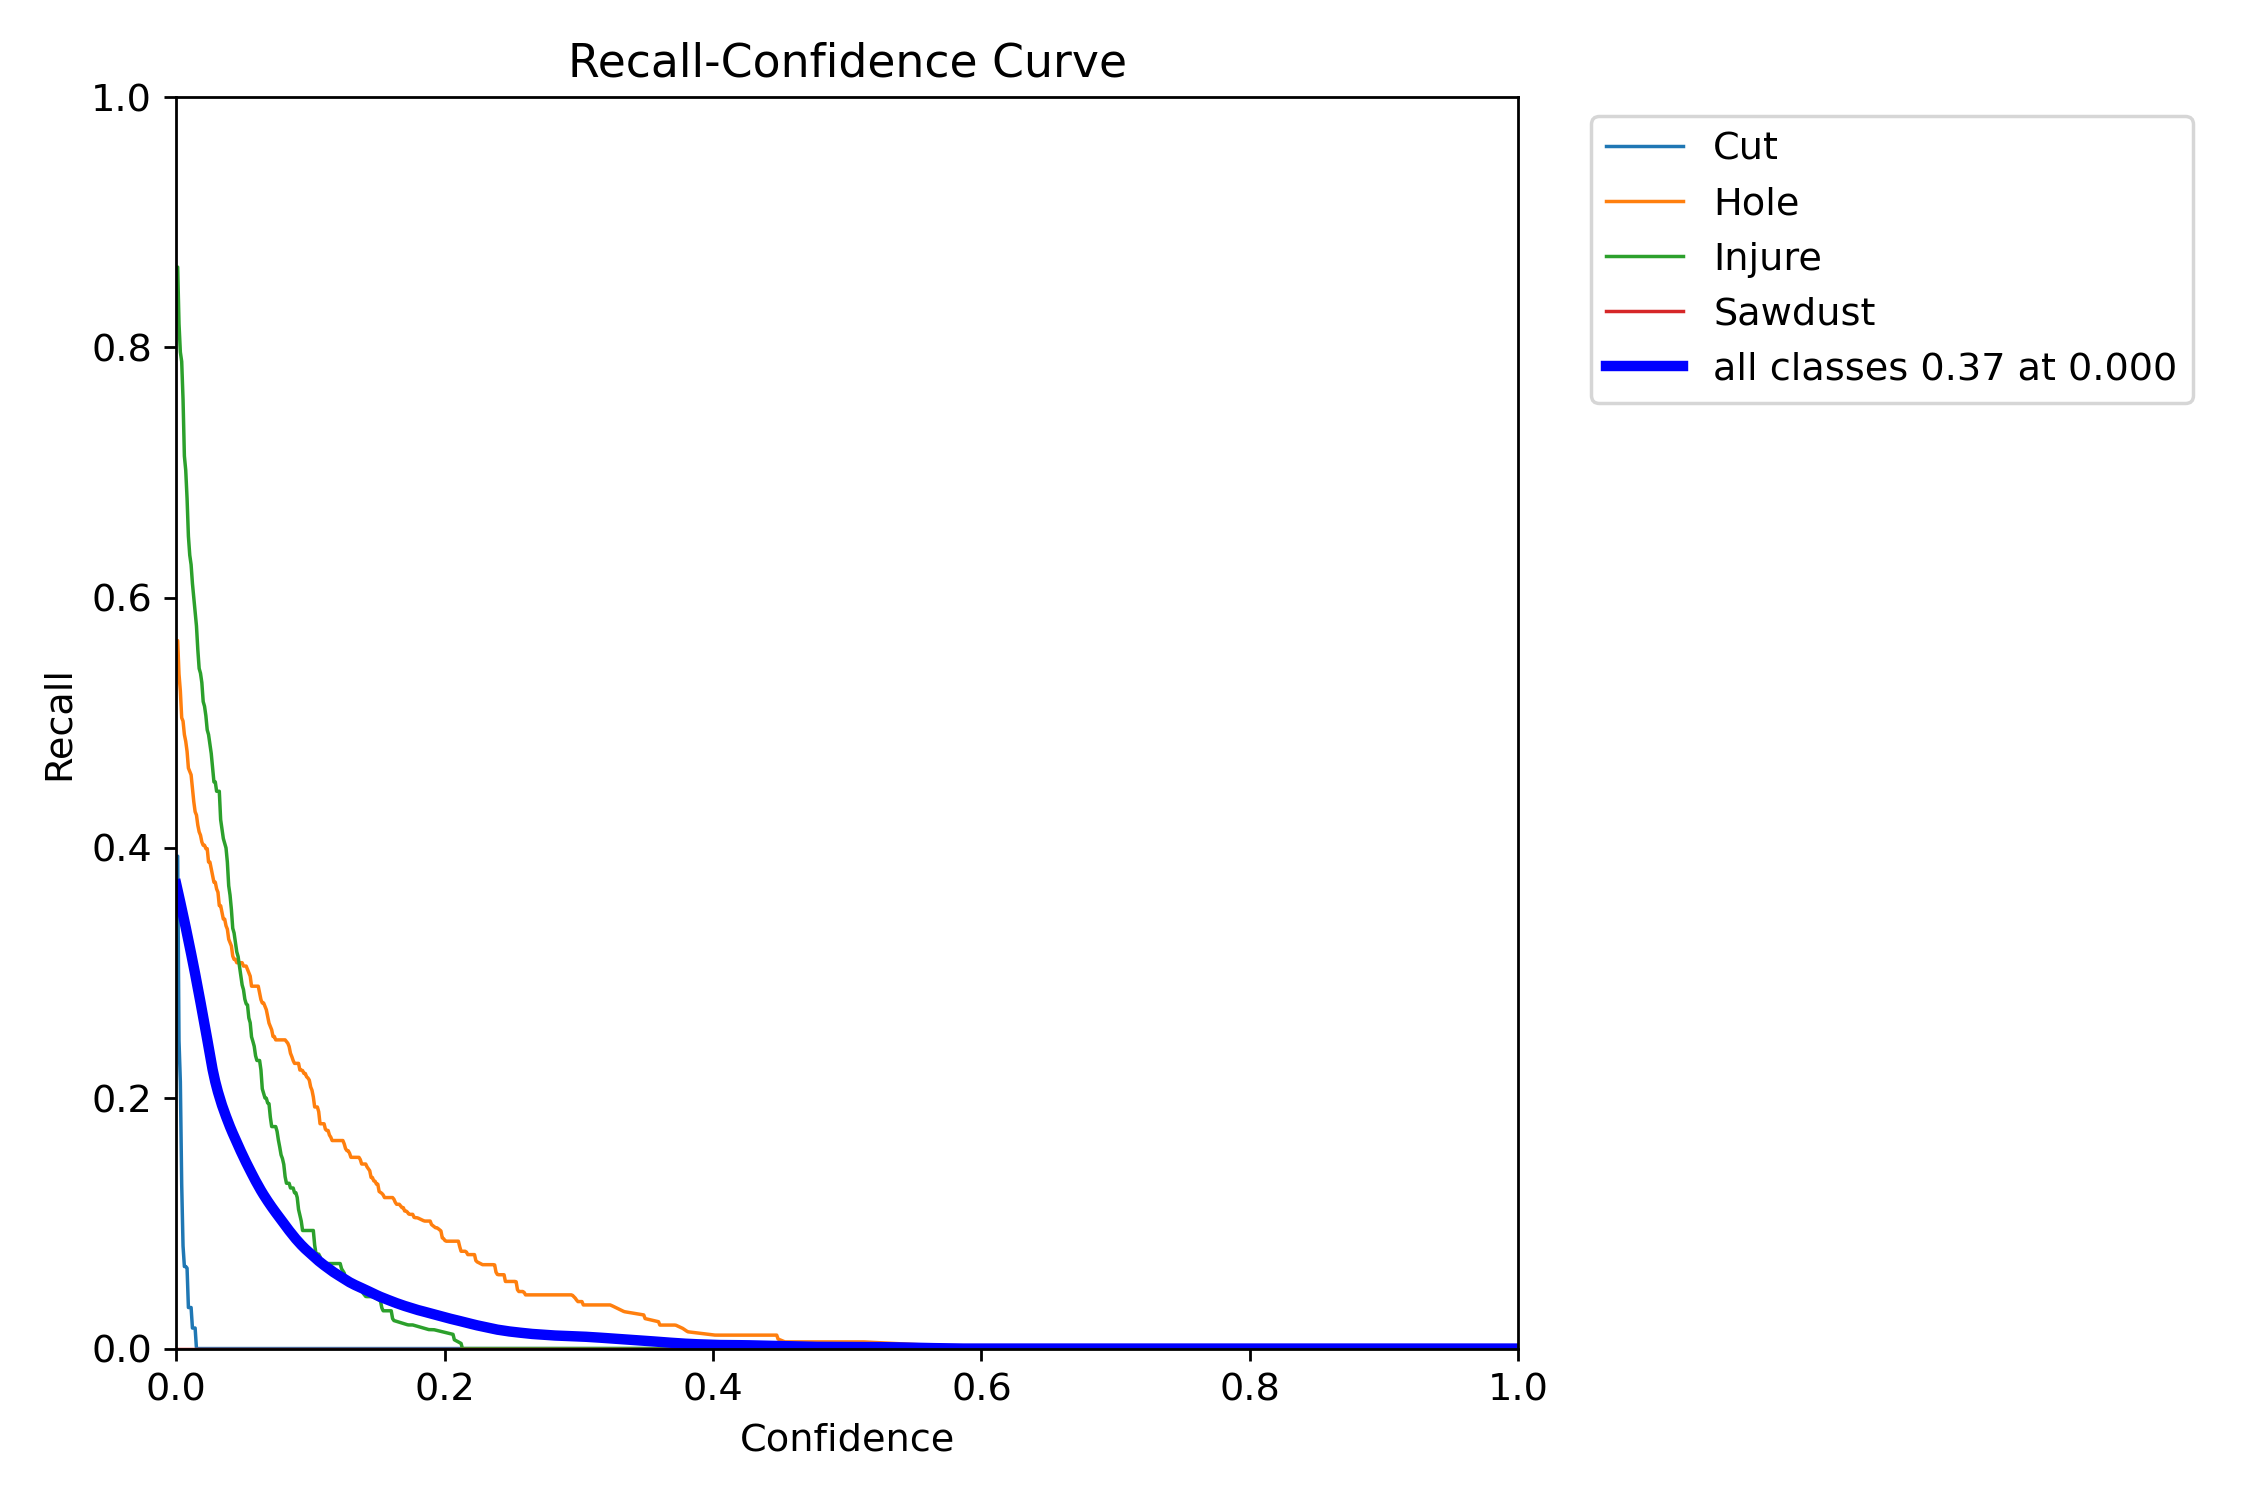 Recall-Confidence Curve
1.0
0.8
0.6
0.4
0.2
0.0
Recall
0.0 0.2 0.4 0.6 0.8 1.0
Confidence
Cut
Hole
Injure
Sawdust
all classes 0.37 at 0.000